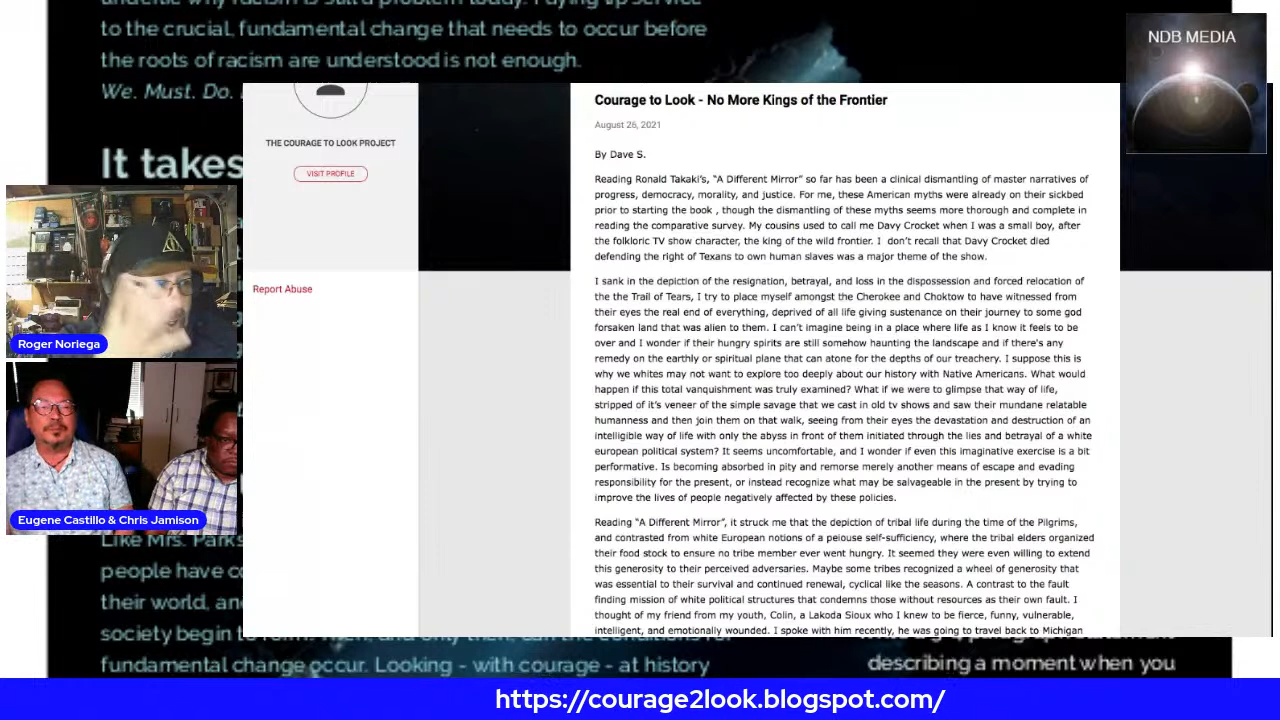 to the crucial, fundamental change that needs to occur before
the roots of racism are understood is not enough.
We. Must. Do.
It takes
NDB MEDIA
THE COURAGE TO LOOK PROJECT
VISIT PROFILE
Report Abuse
Courage to Look - No More Kings of the Frontier
August 26, 2021
By Dave S.
Reading Ronald Takaki's, "A Different Mirror" so far has been a clinical dismantling of master narratives of
progress, democracy, morality, and justice. For me, these American myths were already on their sickbed
prior to starting the book , though the dismantling of these myths seems more thorough and complete in
reading the comparative survey. My cousins used to call me Davy Crocket when I was a small boy, after
the folkloric TV show character, the king of the wild frontier. I  don't recall that Davy Crocket died
defending the right of Texans to own human slaves was a major theme of the show.
I sank in the depiction of the resignation, betrayal, and loss in the dispossession and forced relocation of
the the Trail of Tears, I try to place myself amongst the Cherokee and Choktow to have witnessed from
their eyes the real end of everything, deprived of all life giving sustenance on their journey to some god
forsaken land that was alien to them. I can't imagine being in a place where life as I know it feels to be
over and I wonder if their hungry spirits are still somehow haunting the landscape and if there's any
remedy on the earthly or spiritual plane that can atone for the depths of our treachery. I suppose this is
why we whites may not want to explore too deeply about our history with Native Americans. What would
happen if this total vanquishment was truly examined? What if we were to glimpse that way of life,
stripped of it's veneer of the simple savage that we cast in old tv shows and saw their mundane relatable
humanness and then join them on that walk, seeing from their eyes the devastation and destruction of an
intelligible way of life with only the abyss in front of them initiated through the lies and betrayal of a white
european political system? It seems uncomfortable, and I wonder if even this imaginative exercise is a bit
performative. Is becoming absorbed in pity and remorse merely another means of escape and evading
responsibility for the present, or instead recognize what may be salvageable in the present by trying to
improve the lives of people negatively affected by these policies.
Reading "A Different Mirror", it struck me that the depiction of tribal life during the time of the Pilgrims,
and contrasted from white European notions of a peiouse self-sufficiency, where the tribal elders organized
their food stock to ensure no tribe member ever went hungry. It seemed they were even willing to extend
this generosity to their perceived adversaries. Maybe some tribes recognized a wheel of generosity that
was essential to their survival and continued renewal, cyclical like the seasons. A contrast to the fault
finding mission of white political structures that condemns those without resources as their own fault. I
thought of my friend from my youth, Colin, a Lakoda Sioux who I knew to be fierce, funny, vulnerable,
intelligent, and emotionally wounded. I spoke with him recently, he was going to travel back to Michigan
Roger Noriega
Eugene Castillo & Chris Jamison
Like Mrs. Parks
people have
their world, an
society begin
fundamental change occur. Looking - with courage - at history
describing a moment when you
https://courage2look.blogspot.com/